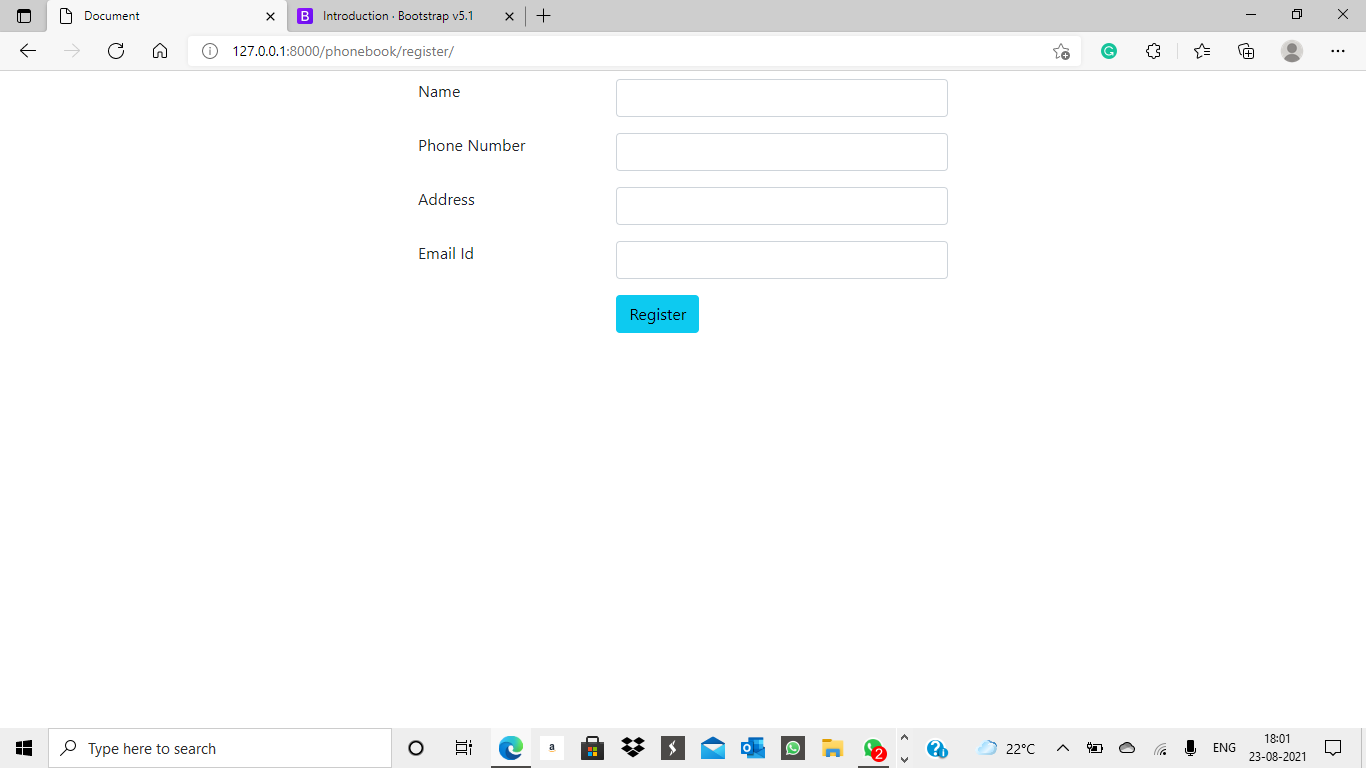 Document
B Introduction · Bootstrap v5.1
127.0.0.1:8000/phonebook/register/
Name
Phone Number
Address
Email Id
Register
Type here to search
a
2
22°C
ENG
18:01
23-08-2021